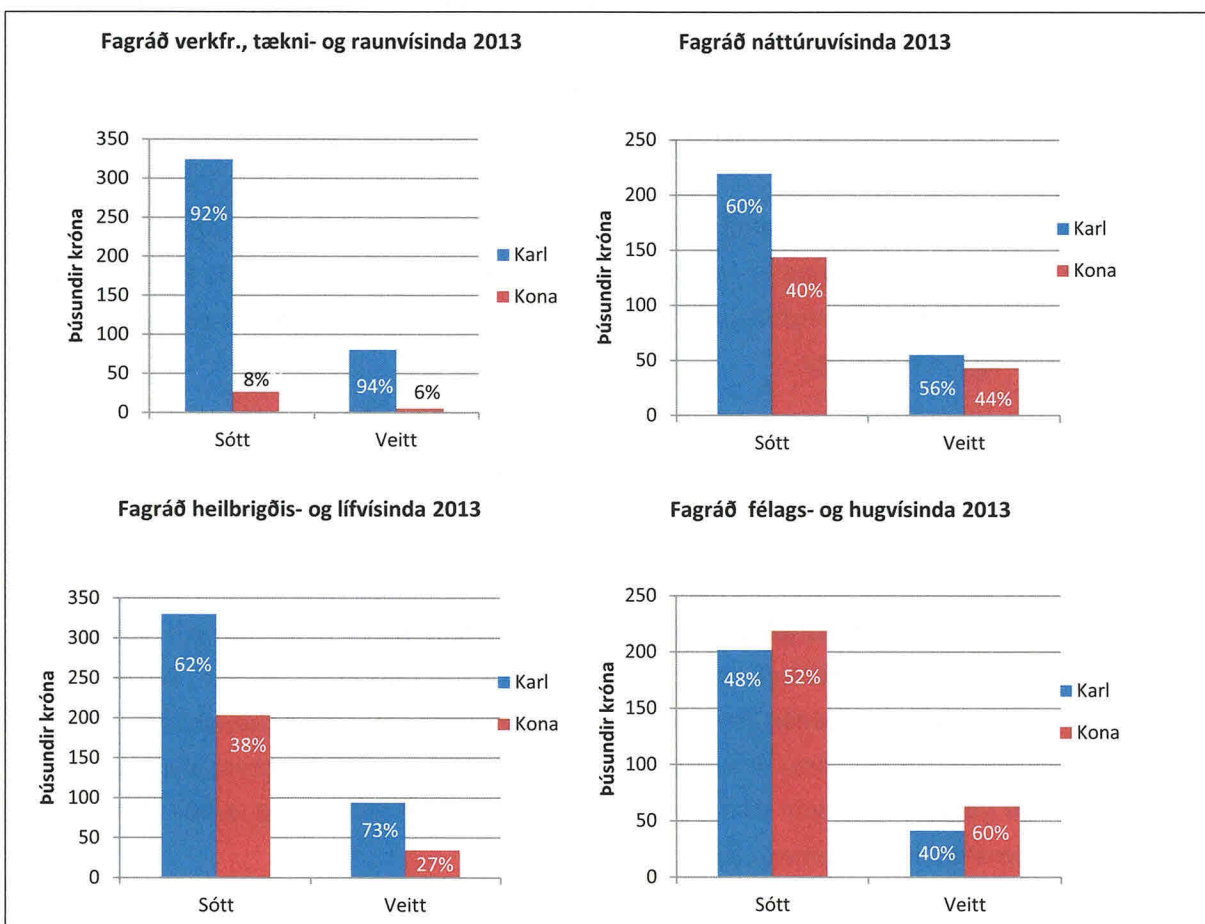 Fagráð verkfr., tækni- og raunvísinda 2013
Þúsundir króna
350
300
250
200
150
100
50
0
92%
8%
94%
6%
Sótt
Veitt
Karl
Kona
Fagráð náttúruvísinda 2013
Þúsundir króna
250
200
150
100
50
0
60%
40%
56%
44%
Sótt
Veitt
Karl
Kona
Fagráð heilbrigðis- og lífvísinda 2013
Þúsundir króna
350
300
250
200
150
100
50
0
62%
38%
73%
27%
Sótt
Veitt
Karl
Kona
Fagráð  félags- og hugvísinda 2013
Þúsundir króna
250
200
150
100
50
0
48%
52%
40%
60%
Sótt
Veitt
Karl
Kona